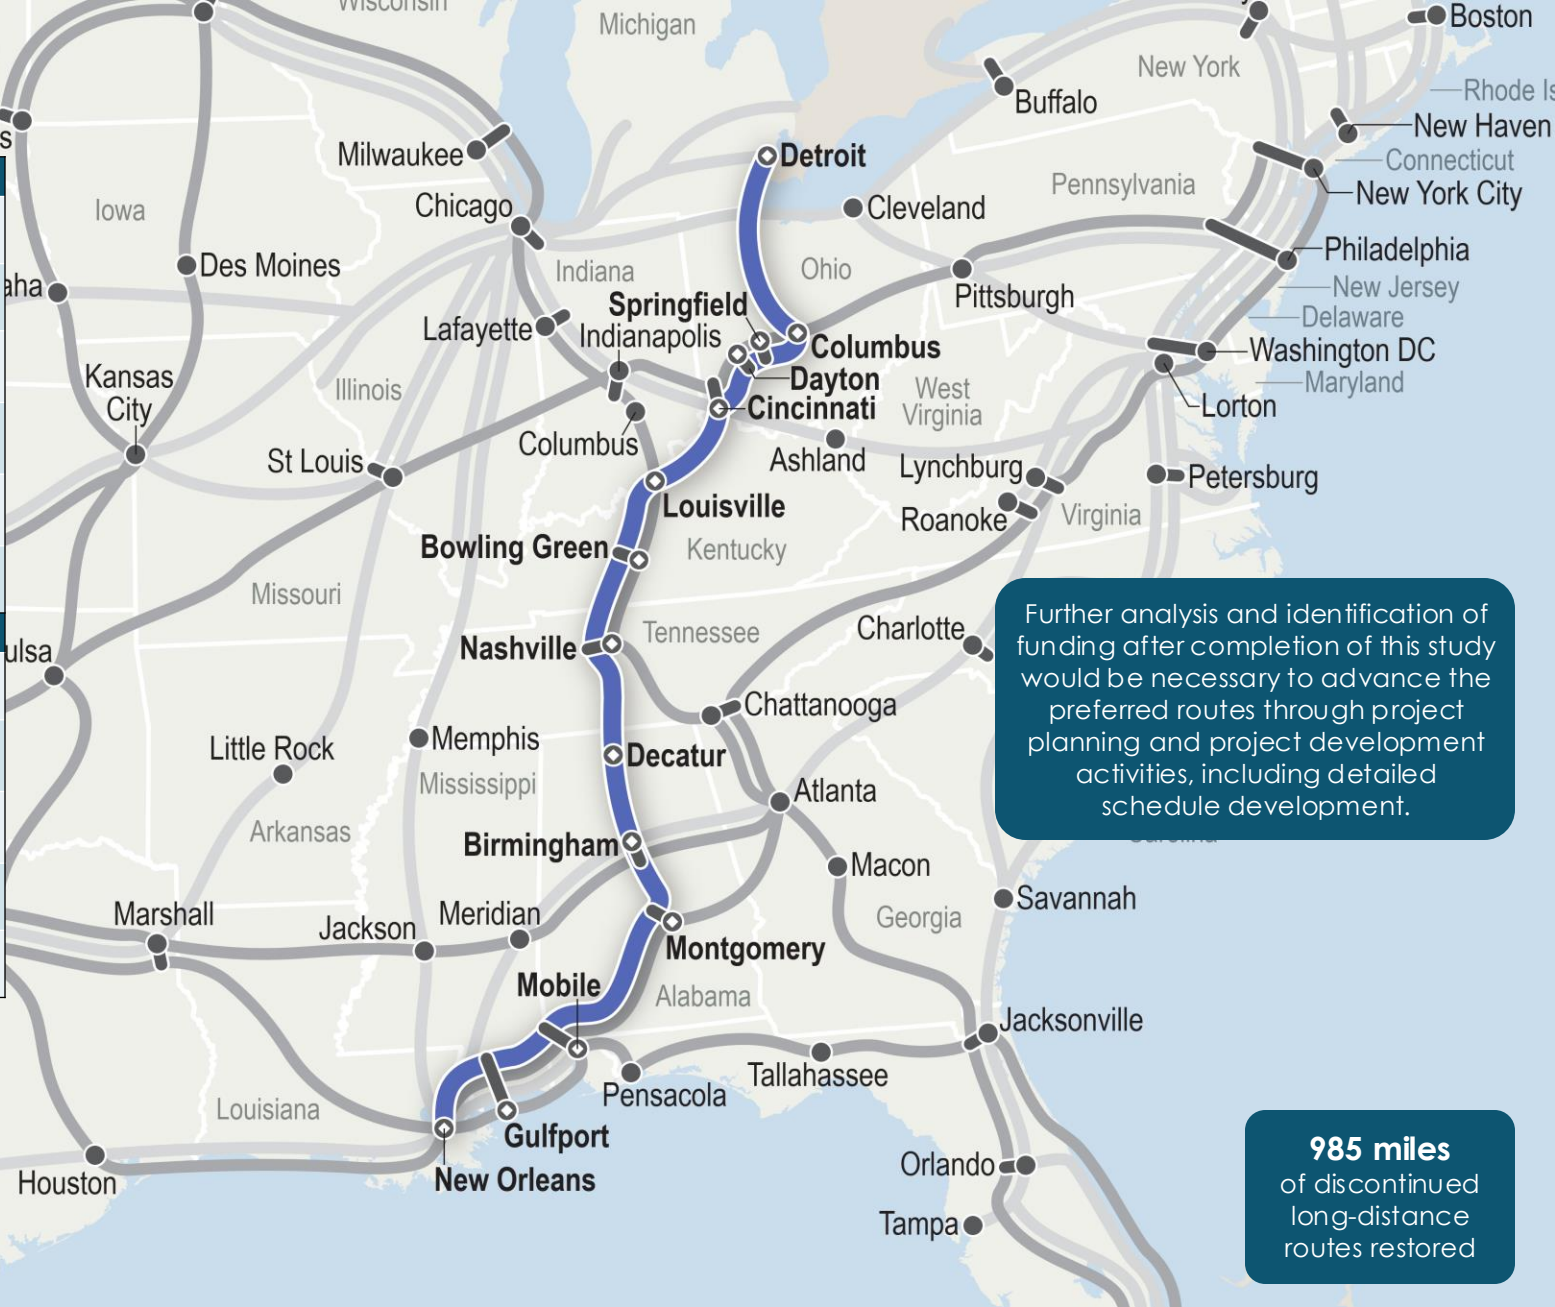 Wisconsin
Michigan
Boston
New York
Rhode Is
Buffalo
New Haven
Milwaukee
Detroit
Connecticut
Pennsylvania
New York City
Chicago
Cleveland
Iowa
Philadelphia
Des Moines
Indiana
Ohio
New Jersey
aha
Springfield
Pittsburgh
Delaware
Lafayette
Indianapolis
Columbus
Washington DC
Kansas
City
Illinois
Dayton
West
Virginia
Maryland
Cincinnati
Lorton
Columbus
Ashland
St Louis
Lynchburg
Petersburg
Louisville
Roanoke
Virginia
Bowling Green
Kentucky
Missouri
Tennessee
Charlotte
ulsa
Nashville
Further analysis and identification of
funding after completion of this study
would be necessary to advance the
preferred routes through project
planning and project development
activities, including detailed
schedule development.
Chattanooga
Little Rock
Memphis
Decatur
Mississippi
Atlanta
Arkansas
Birmingham
Macon
Savannah
Marshall
Jackson
Meridian
Georgia
Montgomery
Mobile
Alabama
Jacksonville
Tallahassee
Pensacola
Louisiana
Gulfport
Houston
New Orleans
Orlando
Tampa
985 miles
of discontinued
long-distance
routes restored